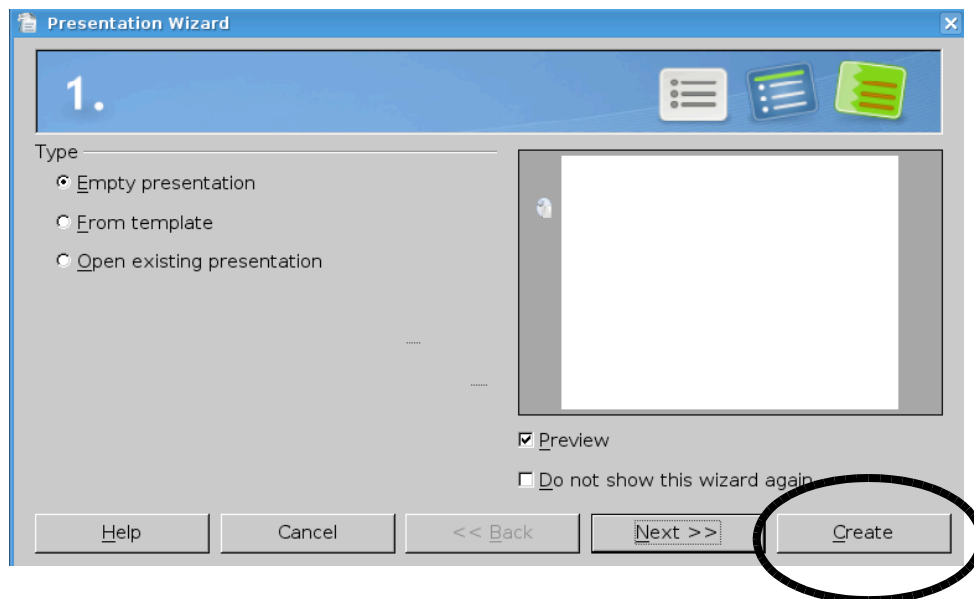 Presentation Wizard
1.
Type
Empty presentation
From template
Open existing presentation
Preview
Do not show this wizard again
Help
Cancel
<< Back
Next >>
Create